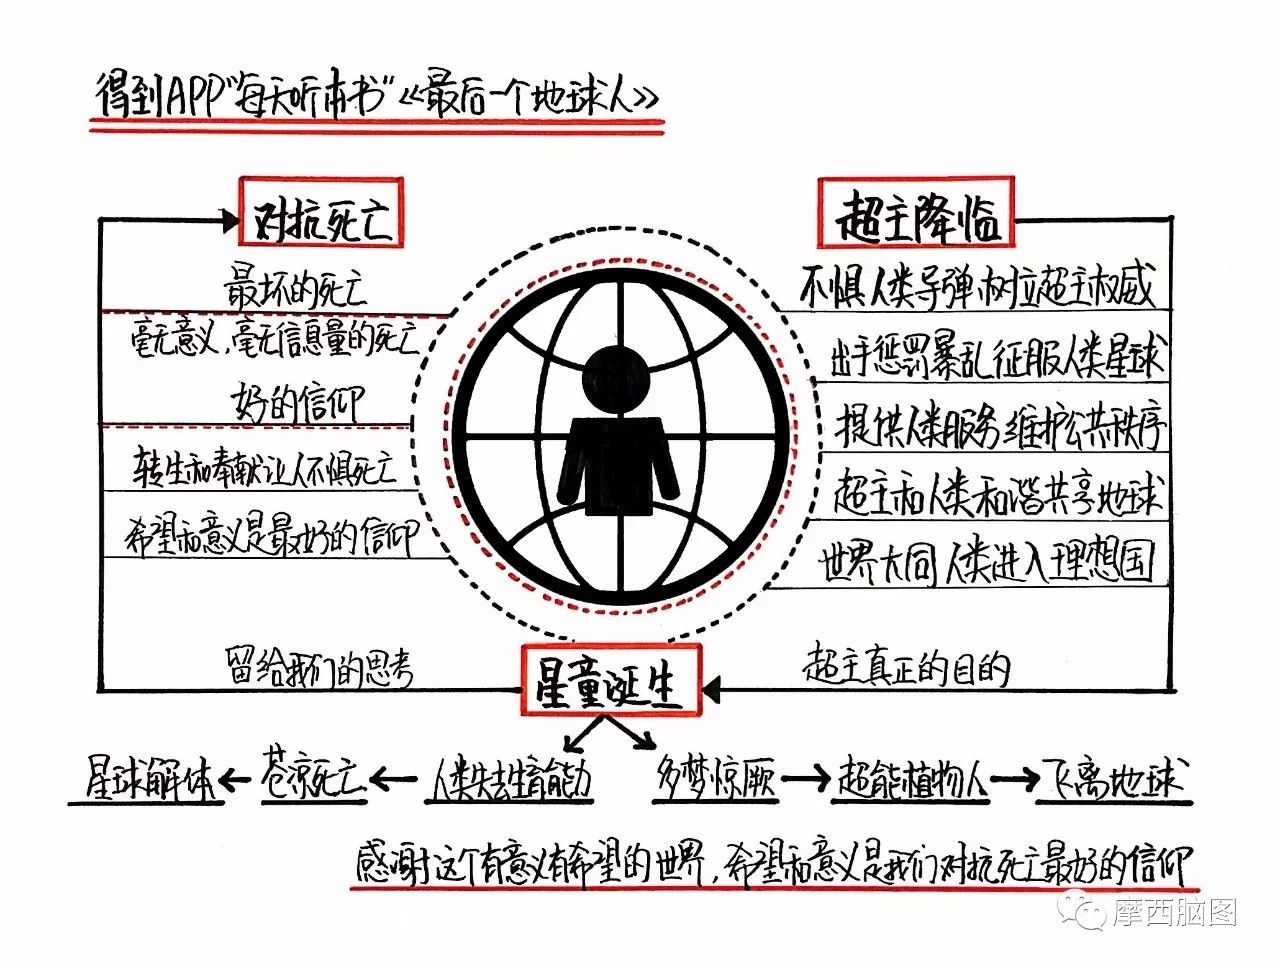 得到APP"每天听本书"《最后一个地球人》
对抗死亡
最坏的死亡
毫无意义,毫无信息量的死亡
好的信仰
转生和奉献让人不惧死亡
希望和意义是最好的信仰
留给我们的思考
超主降临
不惧人类导弹树立超主权威
出手惩罚暴乱征服人类星球
提供人类服务维护公共秩序
超主和人类和谐共享地球
世界大同人类进入理想国
超主真正的目的
星童诞生
星球解体←苍凉死亡←人类失去生育能力
多梦惊厥→超能植物人→飞离地球
感谢这个有意义有希望的世界,希望和意义是我们对抗死亡最好的信仰
摩西脑图